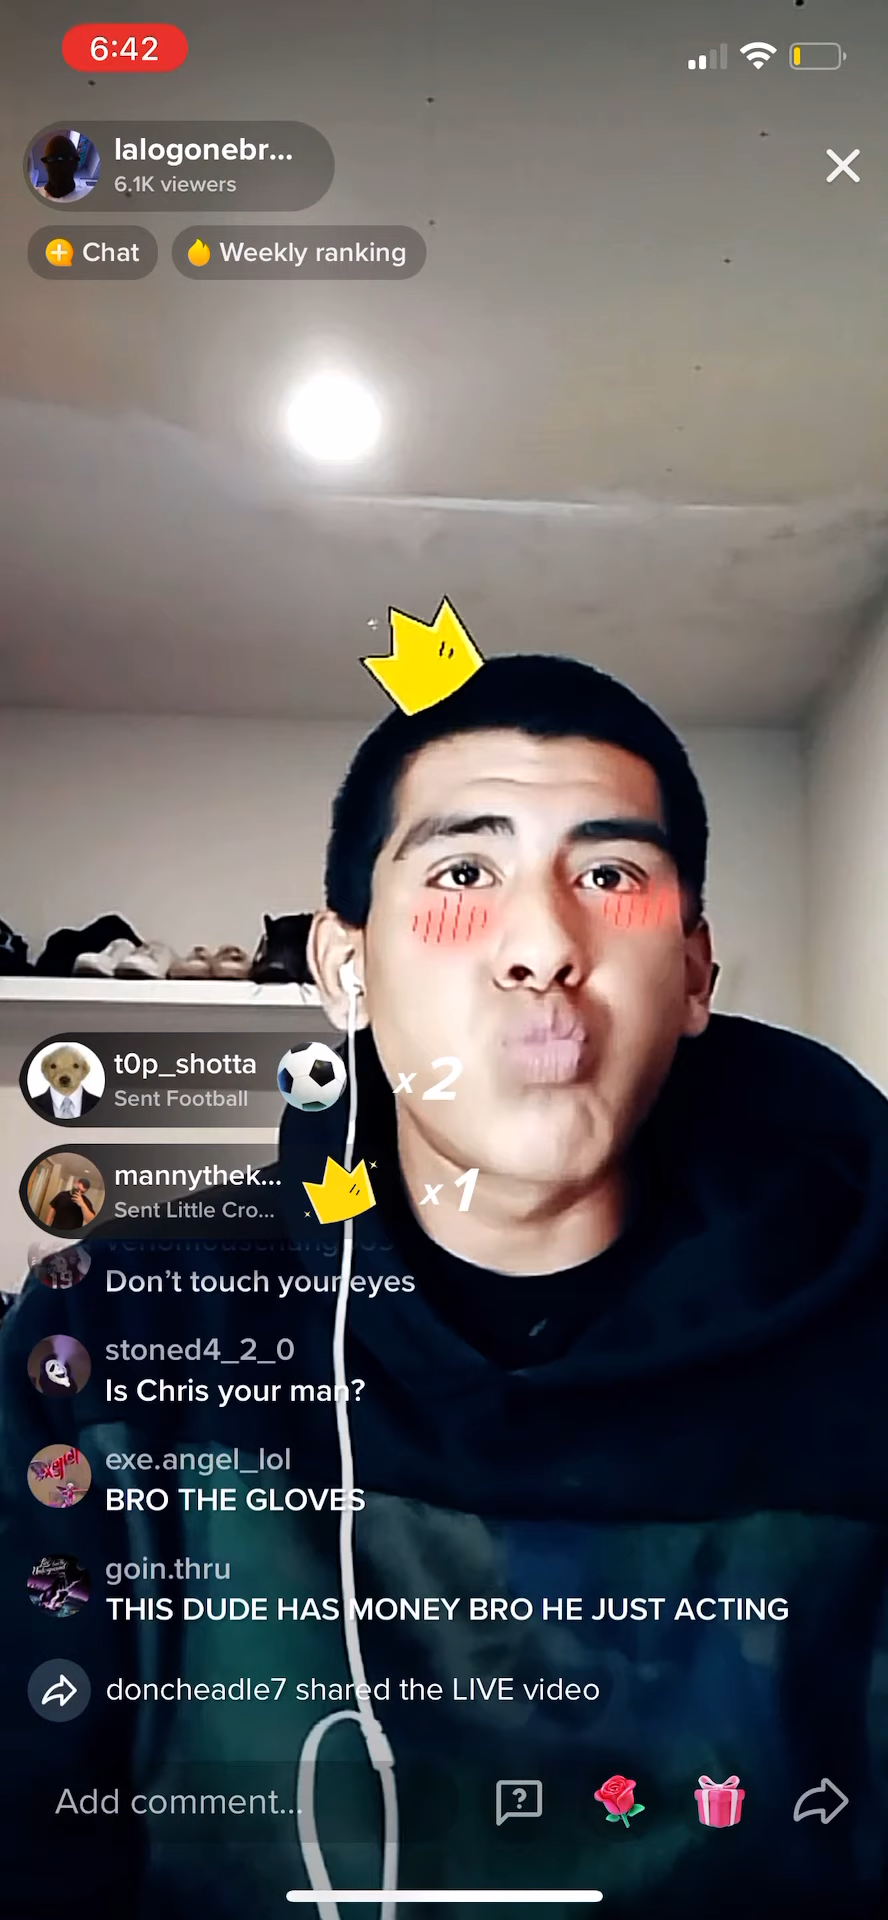 6:42
lalogonebr...
6.1K viewers
Chat
Weekly ranking
t0p_shotta
Sent Football
x2
mannythek...
Sent Little Cro...
x1
Don't touch your eyes
stoned4_2_0
Is Chris your man?
exe.angel_lol
BRO THE GLOVES
goin.thru
THIS DUDE HAS MONEY BRO HE JUST ACTING
doncheadle7 shared the LIVE video
Add comment...